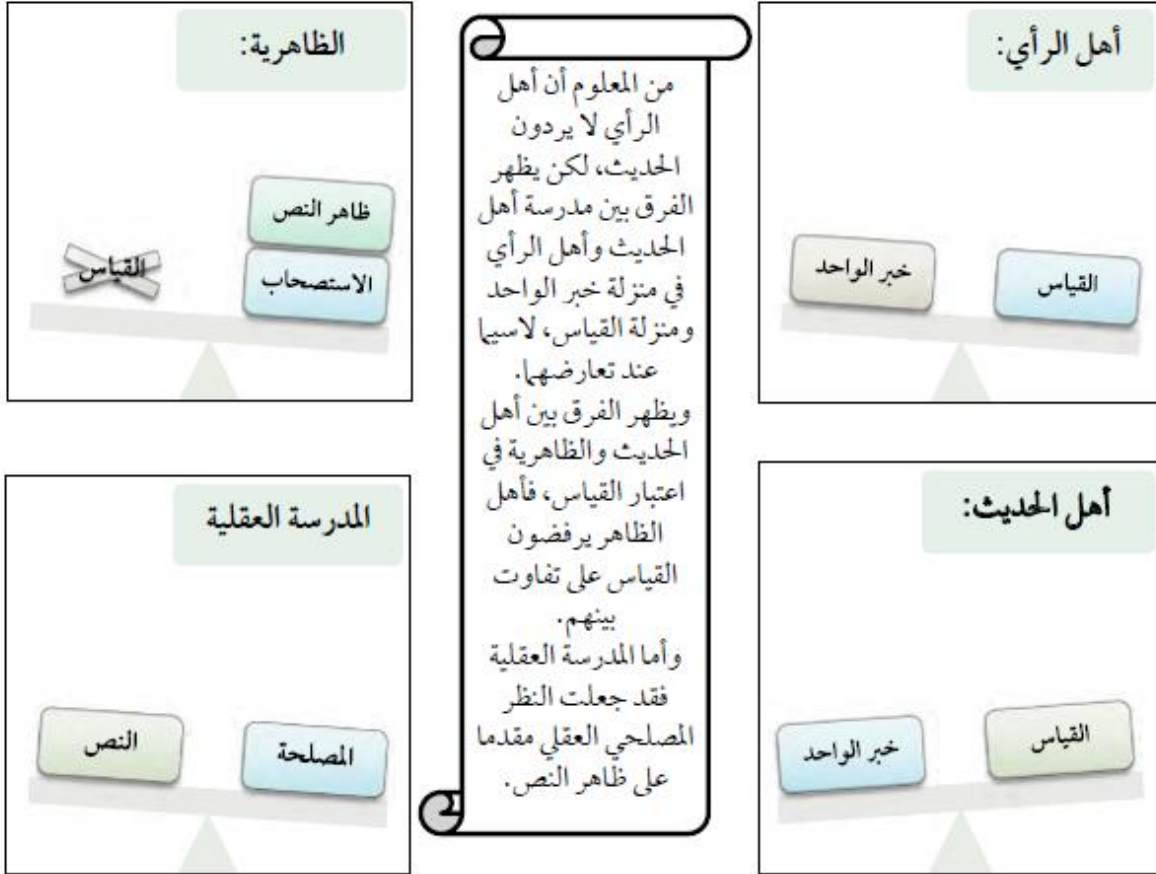 أهل الرأي:
خبر الواحد
القياس
من المعلوم أن أهل
الرأي لا يردون
الحديث، لكن يظهر
الفرق بين مدرسة أهل
الحديث وأهل الرأي
في منزلة خبر الواحد
ومنزلة القياس، لاسيما
عند تعارضهما.
ويظهر الفرق بين أهل
الحديث والظاهرية في
اعتبار القياس، فأهل
الظاهر يرفضون
القياس على تفاوت
بينهم.
وأما المدرسة العقلية
فقد جعلت النظر
المصلحي العقلي مقدما
على ظاهر النص.
الظاهرية:
ظاهر النص
الاستصحاب
القياس
أهل الحديث:
القياس
خبر الواحد
المدرسة العقلية
المصلحة
النص